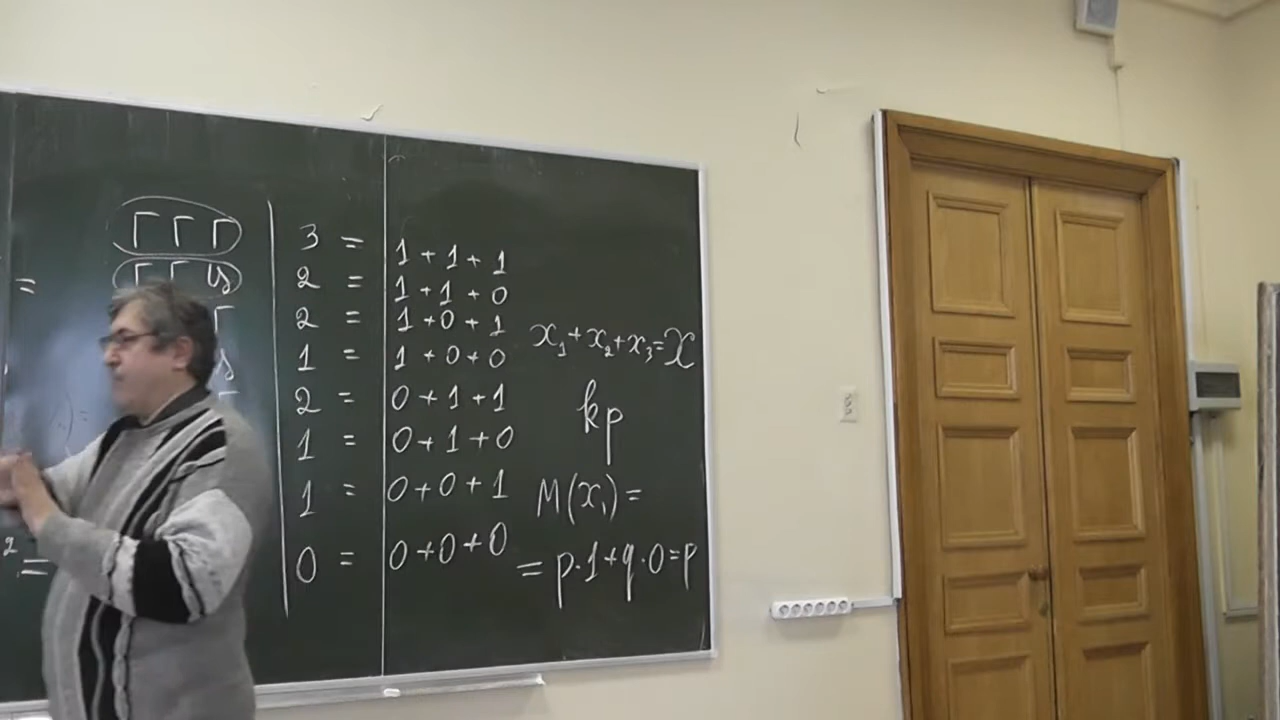 Г Г Г
3 = 1 + 1 + 1
=
Г Г
2 = 1 + 1 + 0
2 = 1 + 0 + 1
x₁ + x₂ + x₃ = X
1 = 1 + 0 + 0
2 = 0 + 1 + 1
kp
1 = 0 + 1 + 0
1 = 0 + 0 + 1
M(x₁) =
0 = 0 + 0 + 0
= p · 1 + q · 0 = p
2 =